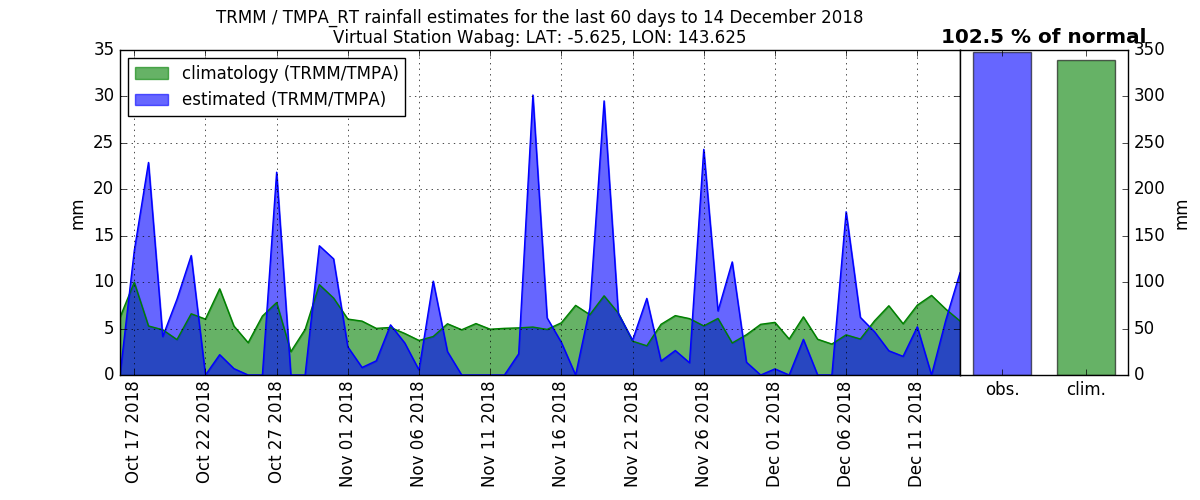 TRMM / TMPA_RT rainfall estimates for the last 60 days to 14 December 2018
Virtual Station Wabag: LAT: -5.625, LON: 143.625
102.5 % of normal
climatology (TRMM/TMPA)
estimated (TRMM/TMPA)
35
30
25
20
15
10
5
0
mm
Oct 17 2018
Oct 22 2018
Oct 27 2018
Nov 01 2018
Nov 06 2018
Nov 11 2018
Nov 16 2018
Nov 21 2018
Nov 26 2018
Dec 01 2018
Dec 06 2018
Dec 11 2018
obs.
clim.
350
300
250
200
150
100
50
0
mm